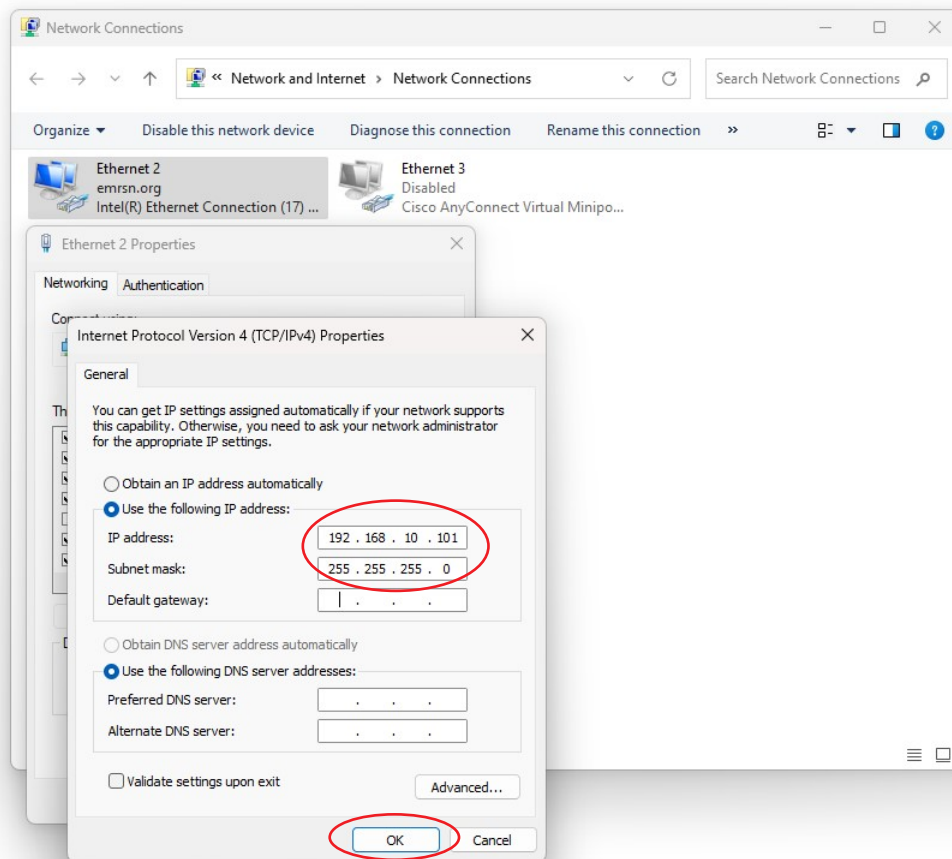 Network Connections
« Network and Internet > Network Connections
Search Network Connections
Organize
Disable this network device
Diagnose this connection
Rename this connection
»
?
Ethernet 2
emrsn.org
Intel(R) Ethernet Connection (17) ...
Ethernet 3
Disabled
Cisco AnyConnect Virtual Minipo...
Ethernet 2 Properties
Networking
Authentication
Connect using:
Th
Internet Protocol Version 4 (TCP/IPv4) Properties
General
You can get IP settings assigned automatically if your network supports
this capability. Otherwise, you need to ask your network administrator
for the appropriate IP settings.
Obtain an IP address automatically
Use the following IP address:
IP address:
192 . 168 . 10 . 101
Subnet mask:
255 . 255 . 255 . 0
Default gateway:
. . .
Obtain DNS server address automatically
Use the following DNS server addresses:
Preferred DNS server:
. . .
Alternate DNS server:
. . .
Validate settings upon exit
Advanced...
OK
Cancel